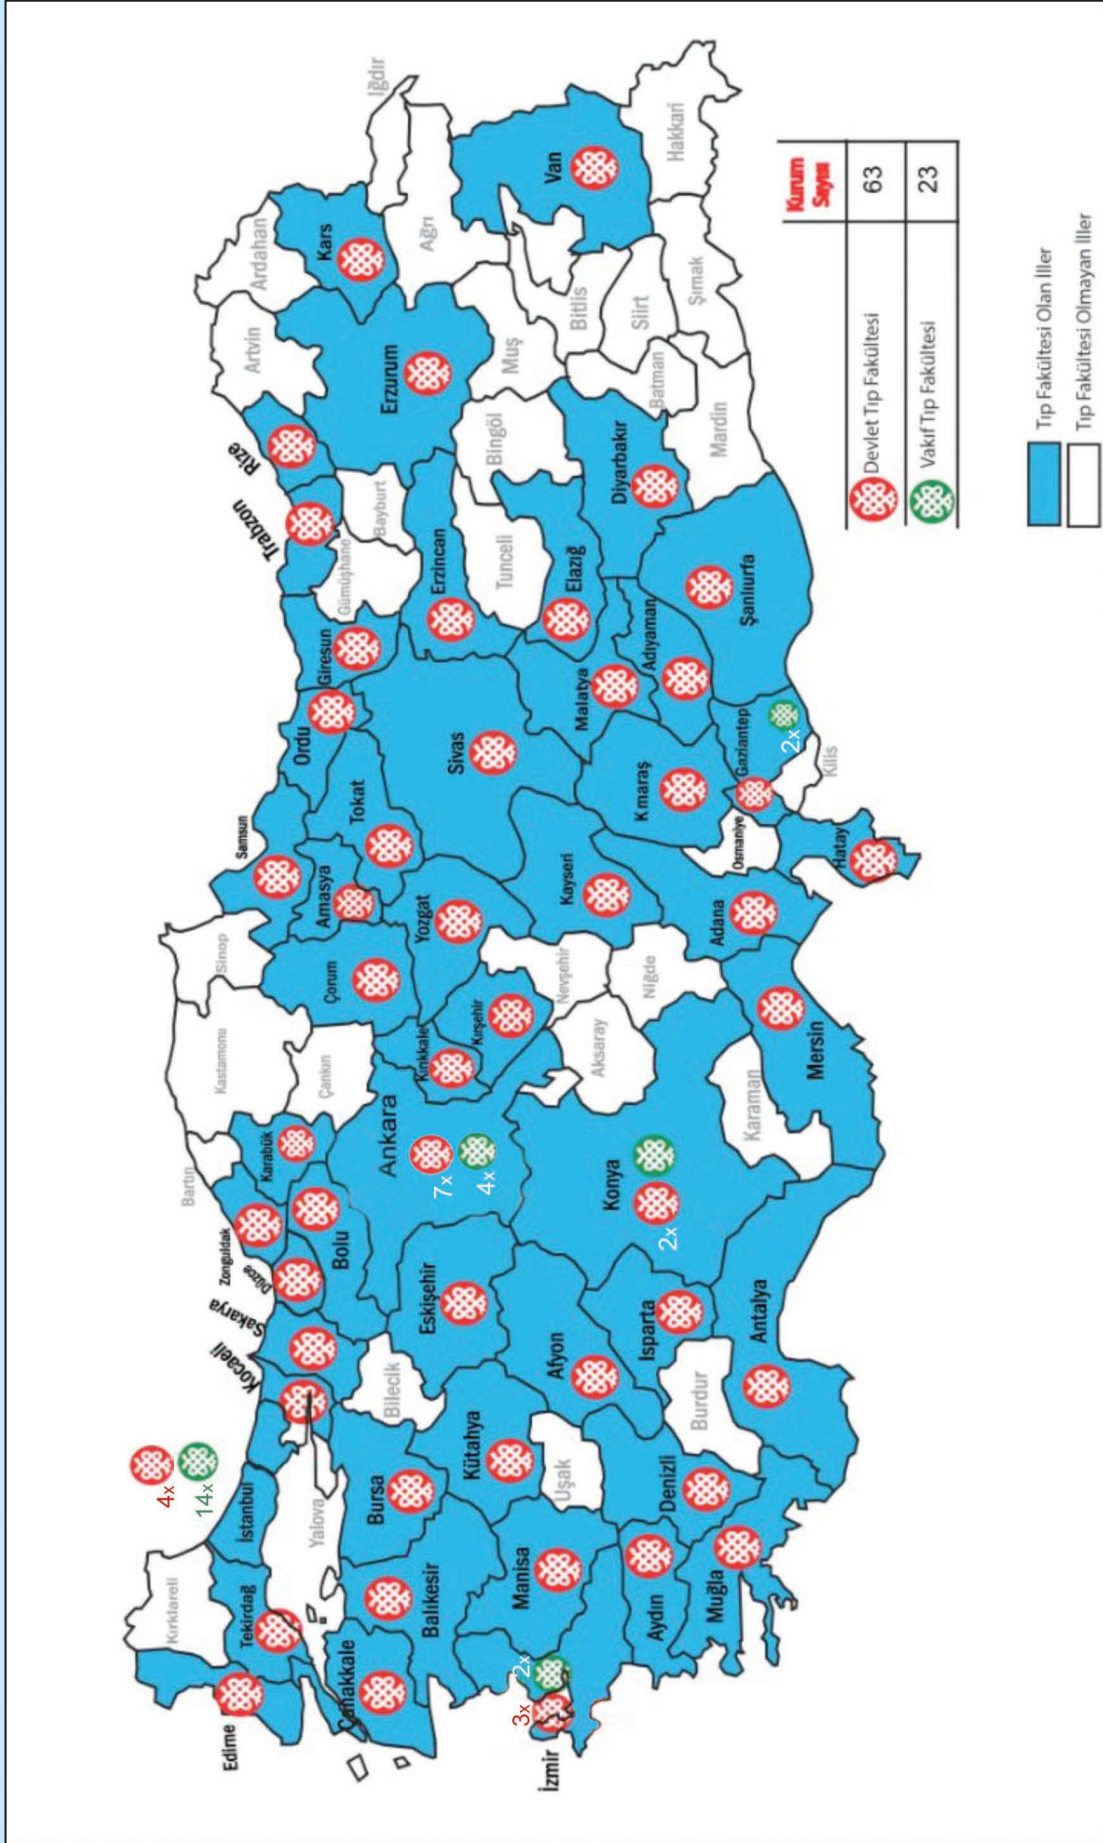 Kırklareli
Edirne
Tekirdağ
İstanbul
4x
14x
Kocaeli
Sakarya
Düzce
Zonguldak
Bartın
Karabük
Kastamonu
Sinop
Samsun
Ordu
Giresun
Trabzon
Rize
Artvin
Ardahan
Kars
Iğdır
Çanakkale
Yalova
Bolu
Çankırı
Çorum
Amasya
Tokat
Gümüşhane
Bayburt
Erzurum
Ağrı
Balıkesir
Bursa
Bilecik
Eskişehir
Ankara
7x
4x
Kırıkkale
Kırşehir
Yozgat
Sivas
Erzincan
Tunceli
Bingöl
Muş
Bitlis
Van
İzmir
3x
2x
Manisa
Kütahya
Uşak
Afyon
Konya
2x
Aksaray
Nevşehir
Niğde
Kayseri
Malatya
Elazığ
Diyarbakır
Batman
Siirt
Şırnak
Hakkari
Aydın
Muğla
Denizli
Burdur
Isparta
Antalya
Karaman
Mersin
Adana
Osmaniye
Hatay
Kmaraş
Gaziantep
2x
Kilis
Adıyaman
Şanlıurfa
Mardin
Kurum
Sayısı
Devlet Tıp Fakültesi 63
Vakıf Tıp Fakültesi 23
Tıp Fakültesi Olan İller
Tıp Fakültesi Olmayan İller